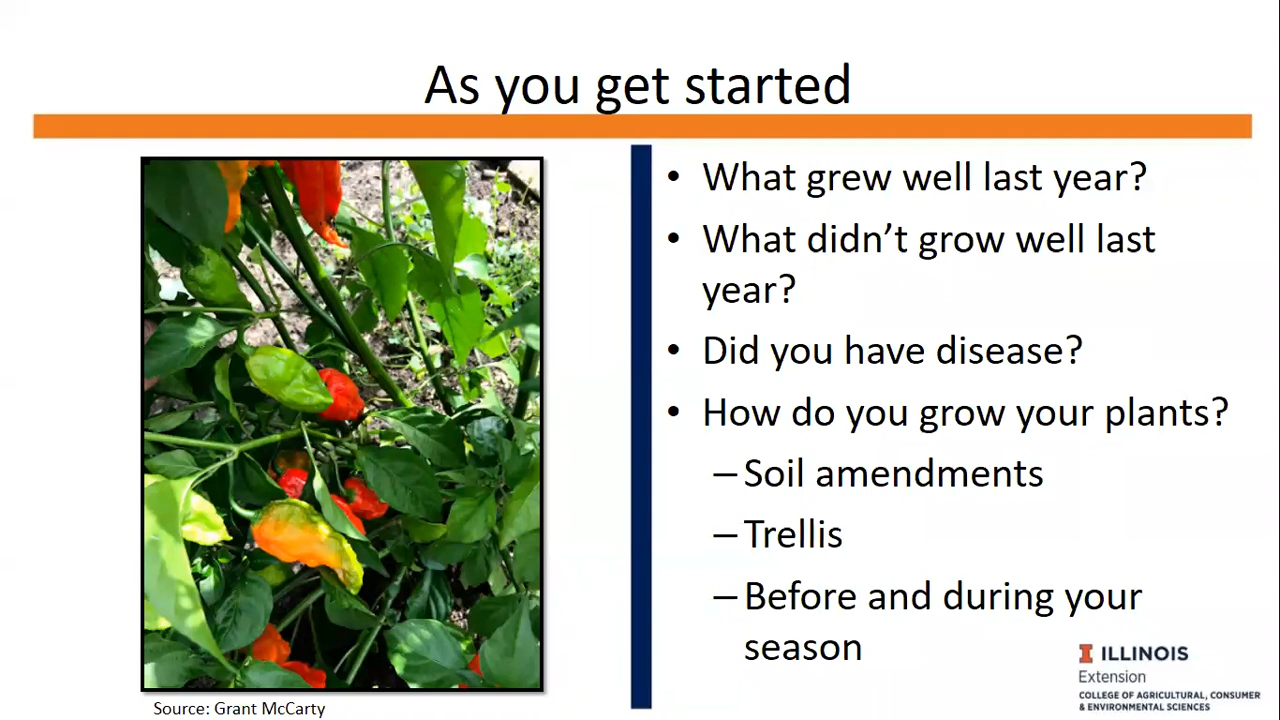 As you get started
• What grew well last year?
• What didn’t grow well last
year?
• Did you have disease?
• How do you grow your plants?
– Soil amendments
– Trellis
– Before and during your
season
Source: Grant McCarty
I ILLINOIS
Extension
COLLEGE OF AGRICULTURAL, CONSUMER
& ENVIRONMENTAL SCIENCES